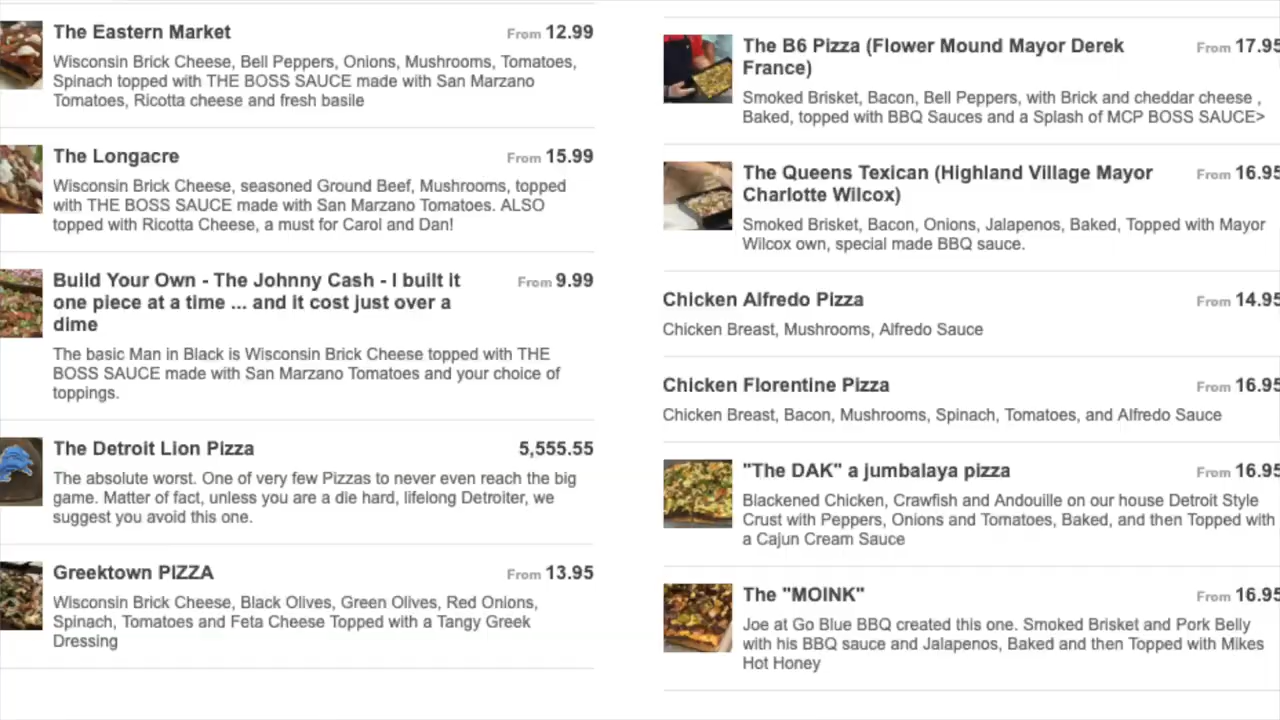 The Eastern Market
From 12.99
Wisconsin Brick Cheese, Bell Peppers, Onions, Mushrooms, Tomatoes,
Spinach topped with THE BOSS SAUCE made with San Marzano
Tomatoes, Ricotta cheese and fresh basile
The Longacre
From 15.99
Wisconsin Brick Cheese, seasoned Ground Beef, Mushrooms, topped
with THE BOSS SAUCE made with San Marzano Tomatoes. ALSO
topped with Ricotta Cheese, a must for Carol and Dan!
Build Your Own - The Johnny Cash - I built it
From 9.99
one piece at a time ... and it cost just over a
dime
The basic Man in Black is Wisconsin Brick Cheese topped with THE
BOSS SAUCE made with San Marzano Tomatoes and your choice of
toppings.
The Detroit Lion Pizza
5,555.55
The absolute worst. One of very few Pizzas to never even reach the big
game. Matter of fact, unless you are a die hard, lifelong Detroiter, we
suggest you avoid this one.
Greektown PIZZA
From 13.95
Wisconsin Brick Cheese, Black Olives, Green Olives, Red Onions,
Spinach, Tomatoes and Feta Cheese Topped with a Tangy Greek
Dressing
The B6 Pizza (Flower Mound Mayor Derek
From 17.95
France)
Smoked Brisket, Bacon, Bell Peppers, with Brick and cheddar cheese ,
Baked, topped with BBQ Sauces and a Splash of MCP BOSS SAUCE>
The Queens Texican (Highland Village Mayor
From 16.95
Charlotte Wilcox)
Smoked Brisket, Bacon, Onions, Jalapenos, Baked, Topped with Mayor
Wilcox own, special made BBQ sauce.
Chicken Alfredo Pizza
From 14.95
Chicken Breast, Mushrooms, Alfredo Sauce
Chicken Florentine Pizza
From 16.95
Chicken Breast, Bacon, Mushrooms, Spinach, Tomatoes, and Alfredo Sauce
"The DAK" a jumbalaya pizza
From 16.95
Blackened Chicken, Crawfish and Andouille on our house Detroit Style
Crust with Peppers, Onions and Tomatoes, Baked, and then Topped with
a Cajun Cream Sauce
The "MOINK"
From 16.95
Joe at Go Blue BBQ created this one. Smoked Brisket and Pork Belly
with his BBQ sauce and Jalapenos, Baked and then Topped with Mikes
Hot Honey